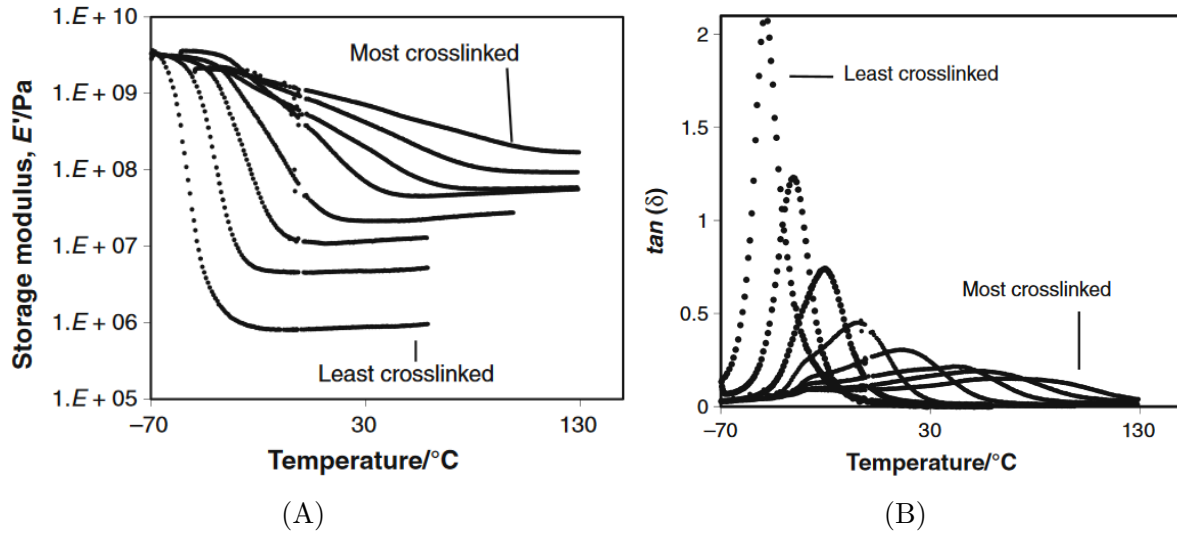 1.E + 10
1.E + 09
1.E + 08
1.E + 07
1.E + 06
1.E + 05
Storage modulus, E'/Pa
Most crosslinked
Least crosslinked
–70
30
130
Temperature/°C
(A)
2
1.5
1
0.5
0
tan (δ)
Least crosslinked
Most crosslinked
–70
30
130
Temperature/°C
(B)